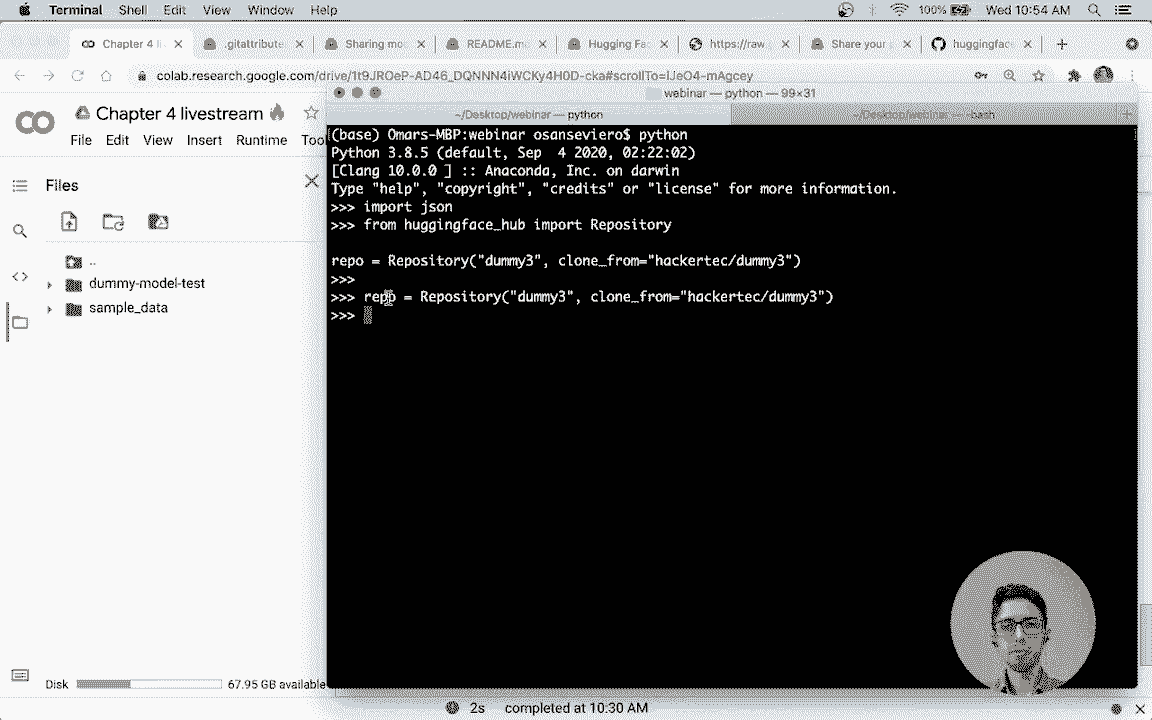 Terminal Shell Edit View Window Help 100% Wed 10:54 AM
Chapter 4 li Sharing mo README.m Hugging Fac https://raw Share your huggingface
.gitattribute
colab.research.google.com/drive/1t9JROeP-AD46_DQNNN4iWCKy4H0D-cka#scrollTo=IJeO4-mAgcey
webinar — python — 99×31
~/Desktop/webinar — python ~/Desktop/webinar — -bash
Chapter 4 livestream
File Edit View Insert Runtime Too
Files
..
dummy-model-test
sample_data
Disk 67.95 GB available
(base) Omars-MBP:webinar osanseviero$ python
Python 3.8.5 (default, Sep  4 2020, 02:22:02)
[Clang 10.0.0 ] :: Anaconda, Inc. on darwin
Type "help", "copyright", "credits" or "license" for more information.
>>> import json
>>> from huggingface_hub import Repository
repo = Repository("dummy3", clone_from="hackertec/dummy3")
>>>
>>> repo = Repository("dummy3", clone_from="hackertec/dummy3")
>>>
2s completed at 10:30 AM